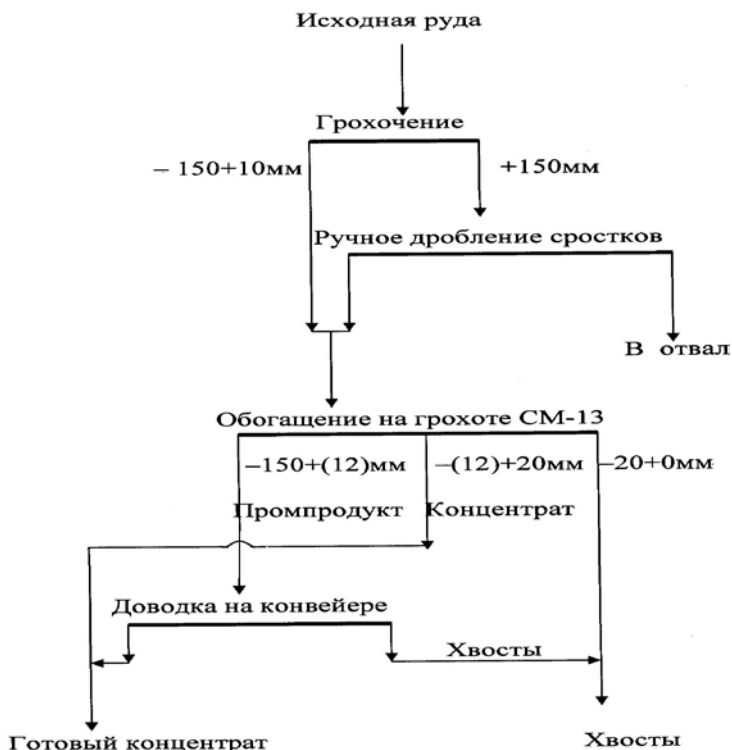 Исходная руда
Грохочение
– 150+10мм
+150мм
Ручное дробление сростков
В отвал
Обогащение на грохоте СМ-13
–150+(12)мм
–(12)+20мм
–20+0мм
Промпродукт
Концентрат
Доводка на конвейере
Хвосты
Готовый концентрат
Хвосты